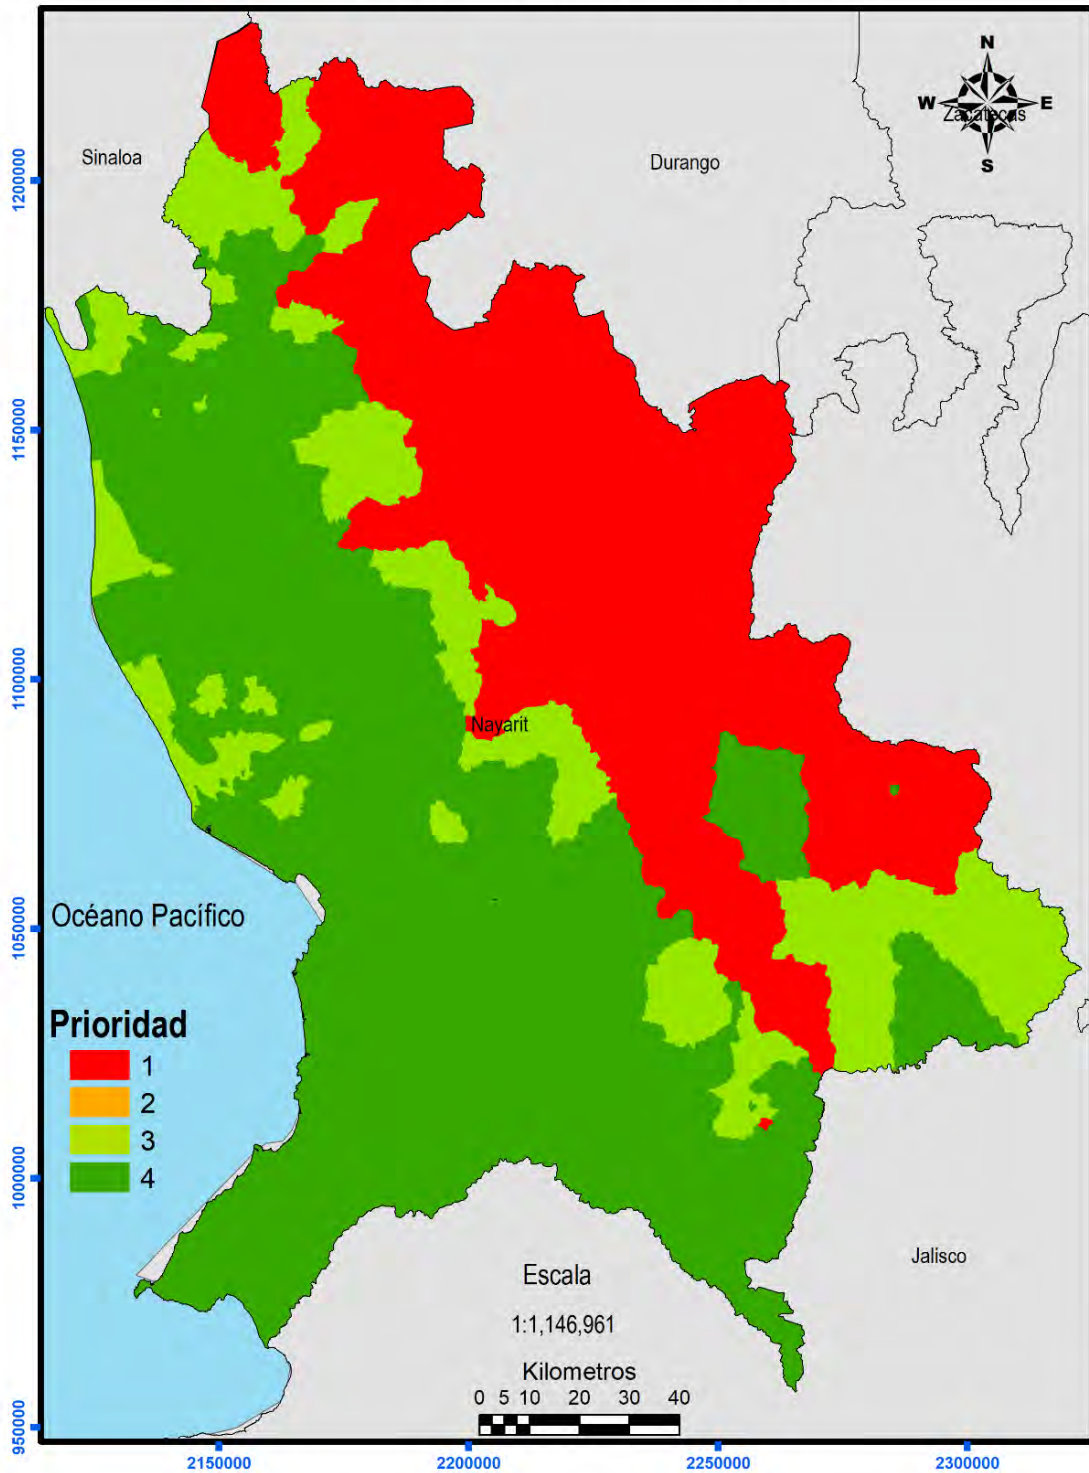 N
W
E
Zacatecas
S
Sinaloa
Durango
1200000
1150000
1100000
Nayarit
Océano Pacífico
1050000
Prioridad
1
2
3
4
1000000
Jalisco
Escala
1:1,146,961
Kilometros
0 5 10 20 30 40
950000
2150000 2200000 2250000 2300000